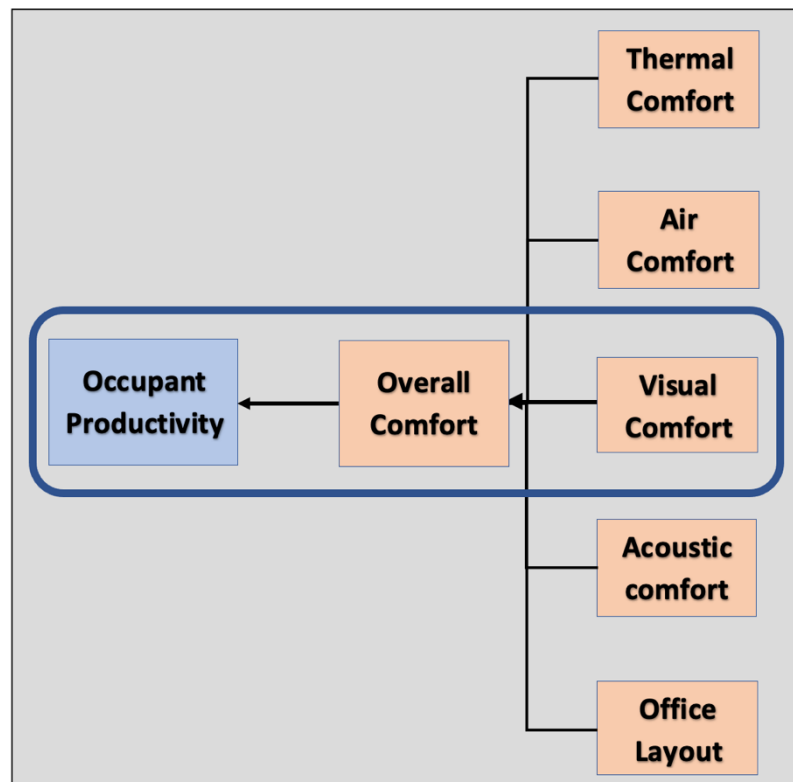 Thermal
Comfort
Air
Comfort
Occupant
Productivity
Overall
Comfort
Visual
Comfort
Acoustic
comfort
Office
Layout